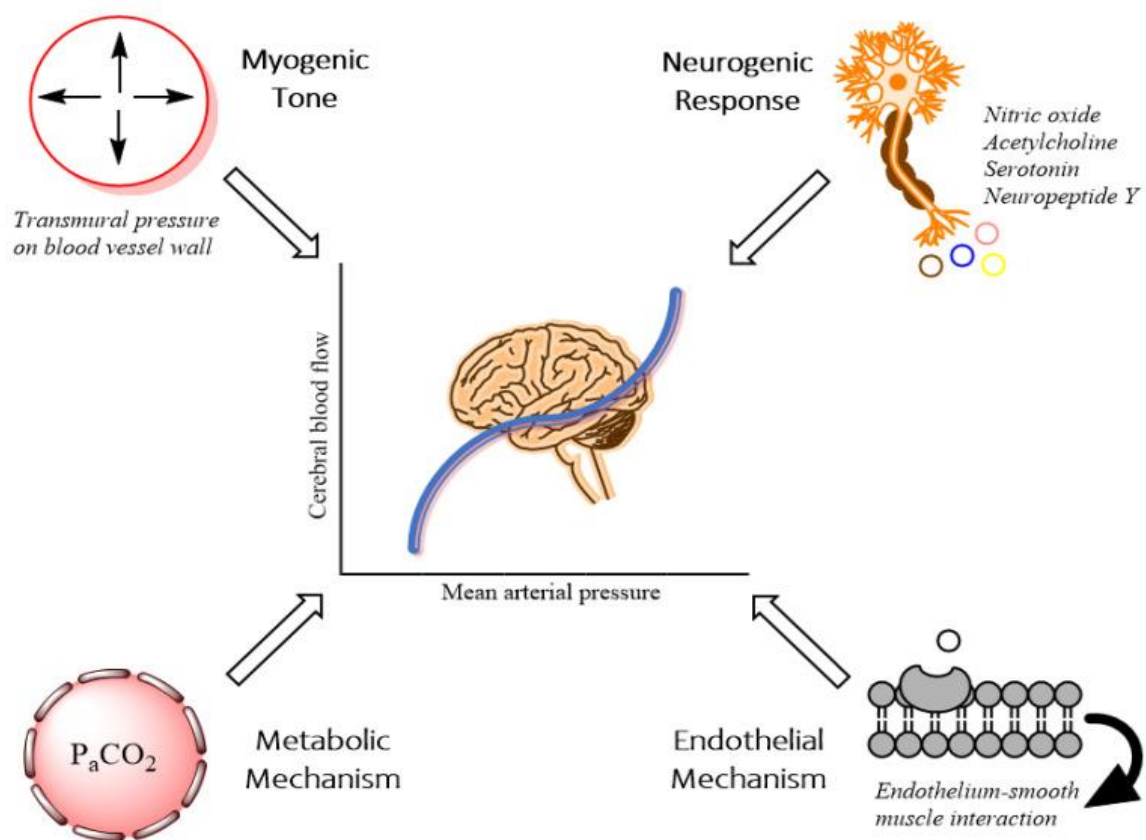 Myogenic
Tone
Transmural pressure
on blood vessel wall
Neurogenic
Response
Nitric oxide
Acetylcholine
Serotonin
Neuropeptide Y
Cerebral blood flow
Mean arterial pressure
PₐCO₂
Metabolic
Mechanism
Endothelial
Mechanism
Endothelium-smooth
muscle interaction